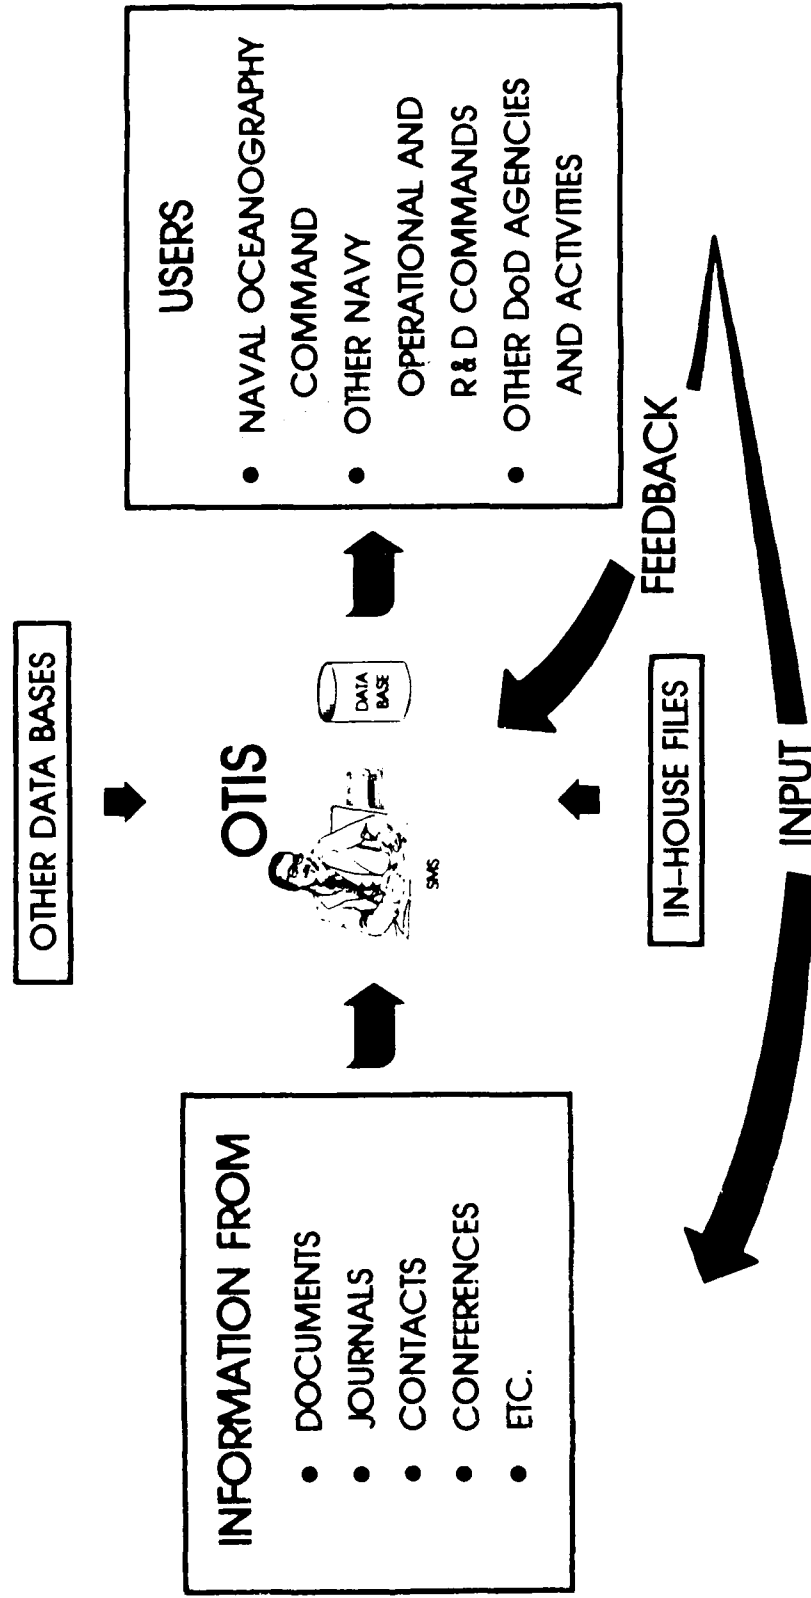 OTHER DATA BASES
INFORMATION FROM
• DOCUMENTS
• JOURNALS
• CONTACTS
• CONFERENCES
• ETC.
OTIS
SMS
DATA
BASE
USERS
• NAVAL OCEANOGRAPHY
COMMAND
• OTHER NAVY
OPERATIONAL AND
R&D COMMANDS
• OTHER DoD AGENCIES
AND ACTIVITIES
IN-HOUSE FILES
FEEDBACK
INPUT